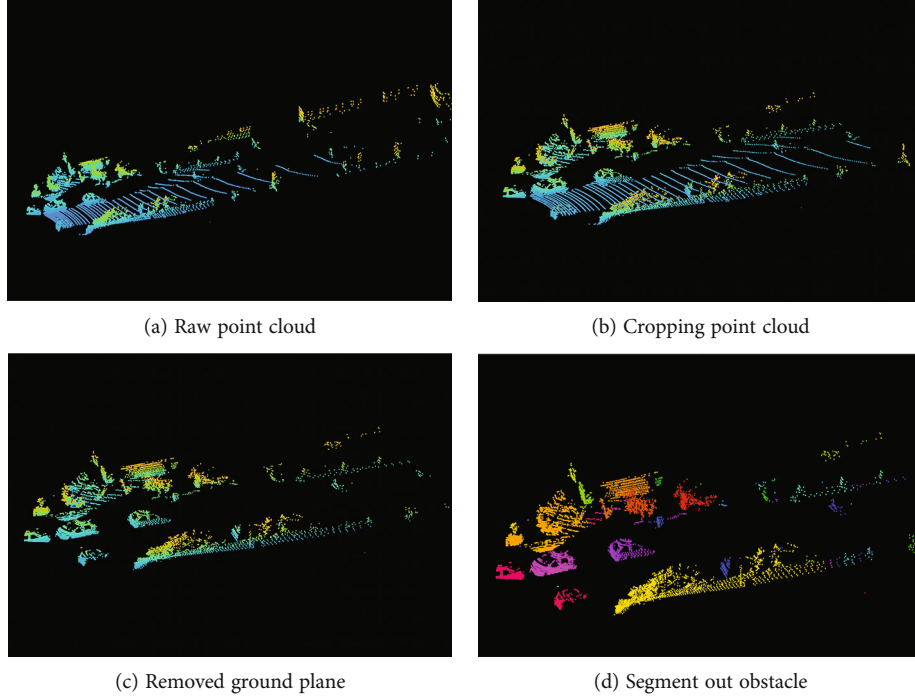 (a) Raw point cloud
(b) Cropping point cloud
(c) Removed ground plane
(d) Segment out obstacle